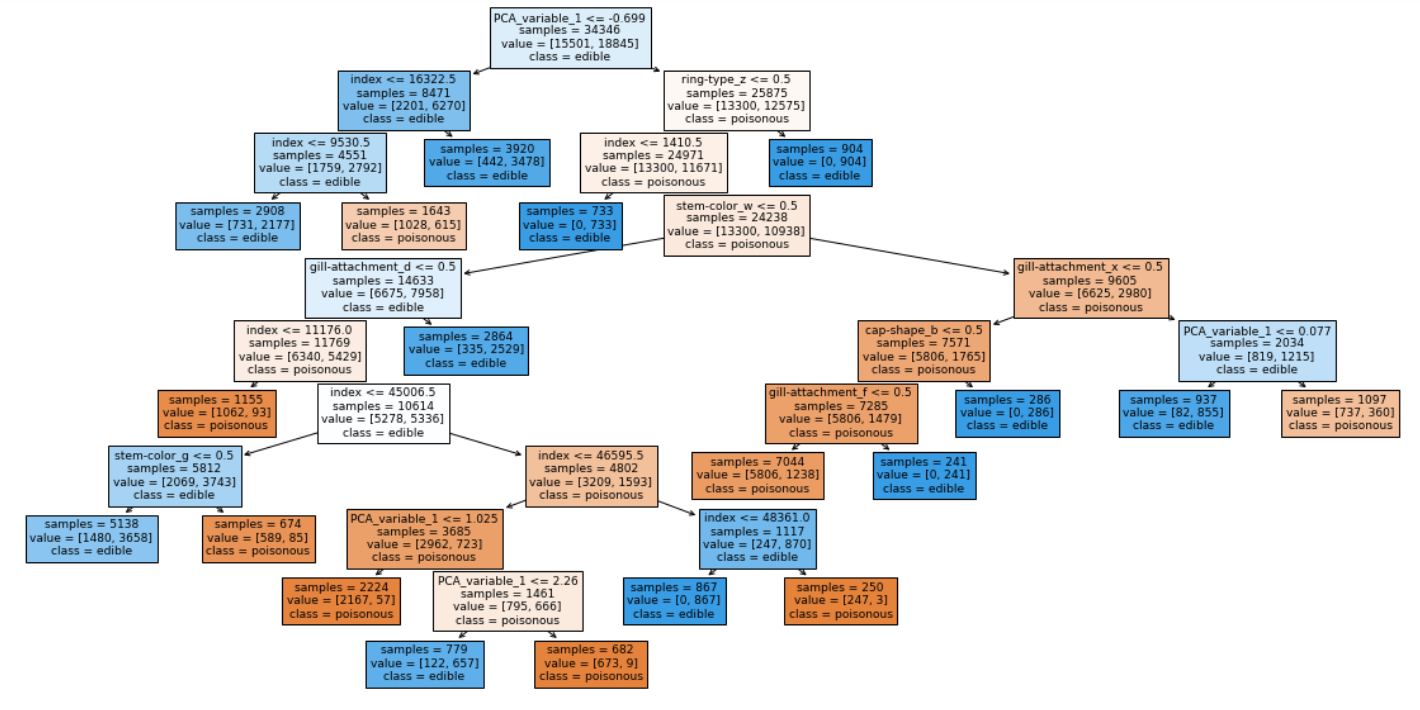 PCA_variable_1 <= -0.699
samples = 34346
value = [15501, 18845]
class = edible
index <= 16322.5
samples = 8471
value = [2201, 6270]
class = edible
ring-type_z <= 0.5
samples = 25875
value = [13300, 12575]
class = poisonous
index <= 9530.5
samples = 4551
value = [1759, 2792]
class = edible
samples = 3920
value = [442, 3478]
class = edible
index <= 1410.5
samples = 24971
value = [13300, 11671]
class = poisonous
samples = 904
value = [0, 904]
class = edible
samples = 2908
value = [731, 2177]
class = edible
samples = 1643
value = [1028, 615]
class = poisonous
samples = 733
value = [0, 733]
class = edible
stem-color_w <= 0.5
samples = 24238
value = [13300, 10938]
class = poisonous
gill-attachment_d <= 0.5
samples = 14633
value = [6675, 7958]
class = edible
gill-attachment_x <= 0.5
samples = 9605
value = [6625, 2980]
class = poisonous
index <= 11176.0
samples = 11769
value = [6340, 5429]
class = poisonous
samples = 2864
value = [335, 2529]
class = edible
cap-shape_b <= 0.5
samples = 7571
value = [5806, 1765]
class = poisonous
PCA_variable_1 <= 0.077
samples = 2034
value = [819, 1215]
class = edible
samples = 1155
value = [1062, 93]
class = poisonous
index <= 45006.5
samples = 10614
value = [5278, 5336]
class = edible
gill-attachment_f <= 0.5
samples = 7285
value = [5806, 1479]
class = poisonous
samples = 286
value = [0, 286]
class = edible
samples = 937
value = [82, 855]
class = edible
samples = 1097
value = [737, 360]
class = poisonous
stem-color_g <= 0.5
samples = 5812
value = [2069, 3743]
class = edible
index <= 46595.5
samples = 4802
value = [3209, 1593]
class = poisonous
samples = 7044
value = [5806, 1238]
class = poisonous
samples = 241
value = [0, 241]
class = edible
samples = 5138
value = [1480, 3658]
class = edible
samples = 674
value = [589, 85]
class = poisonous
PCA_variable_1 <= 1.025
samples = 3685
value = [2962, 723]
class = poisonous
index <= 48361.0
samples = 1117
value = [247, 870]
class = edible
samples = 2224
value = [2167, 57]
class = poisonous
PCA_variable_1 <= 2.26
samples = 1461
value = [795, 666]
class = poisonous
samples = 867
value = [0, 867]
class = edible
samples = 250
value = [247, 3]
class = poisonous
samples = 779
value = [122, 657]
class = edible
samples = 682
value = [673, 9]
class = poisonous